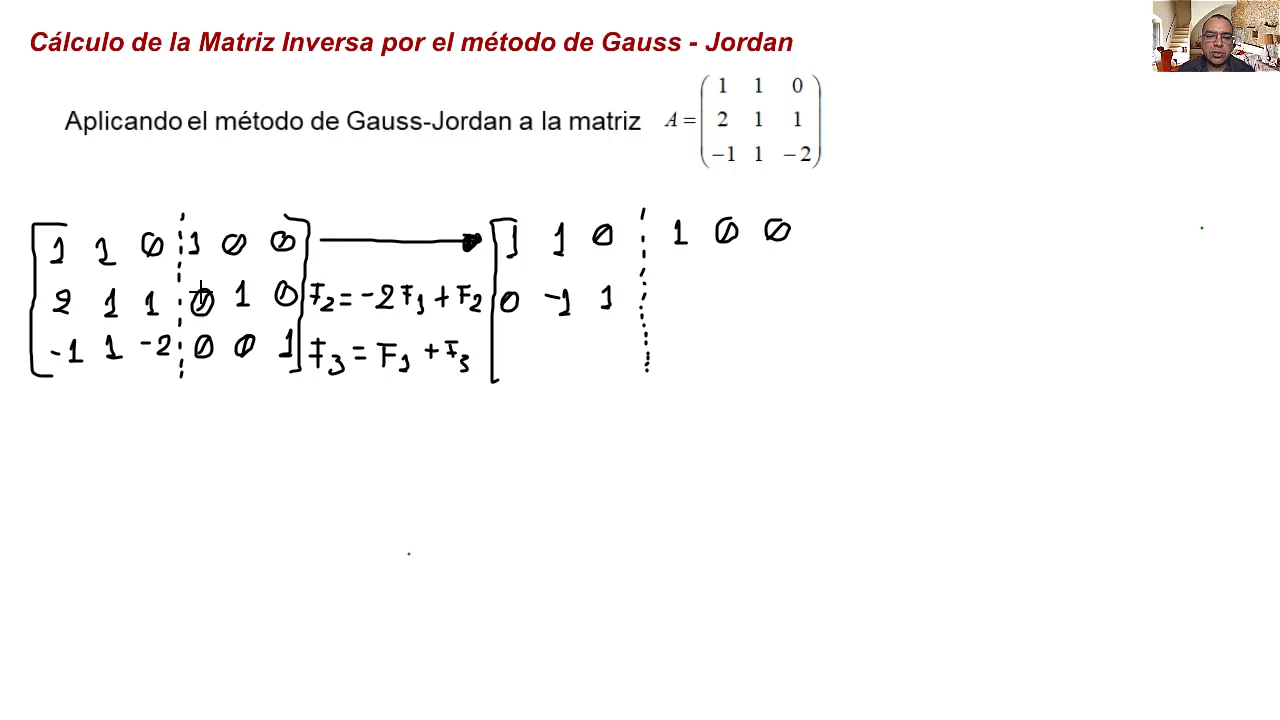 Cálculo de la Matriz Inversa por el método de Gauss - Jordan
Aplicando el método de Gauss-Jordan a la matriz A = ( 1 1 0
2 1 1
-1 1 -2 )
[ 1 1 0 ⋮ 1 0 0 ] → [ 1 1 0 ⋮ 1 0 0
2 1 1 ⋮ 0 1 0 F2 = -2F1 + F2 0 -1 1 ⋮
-1 1 -2 ⋮ 0 0 1 F3 = F1 + F3